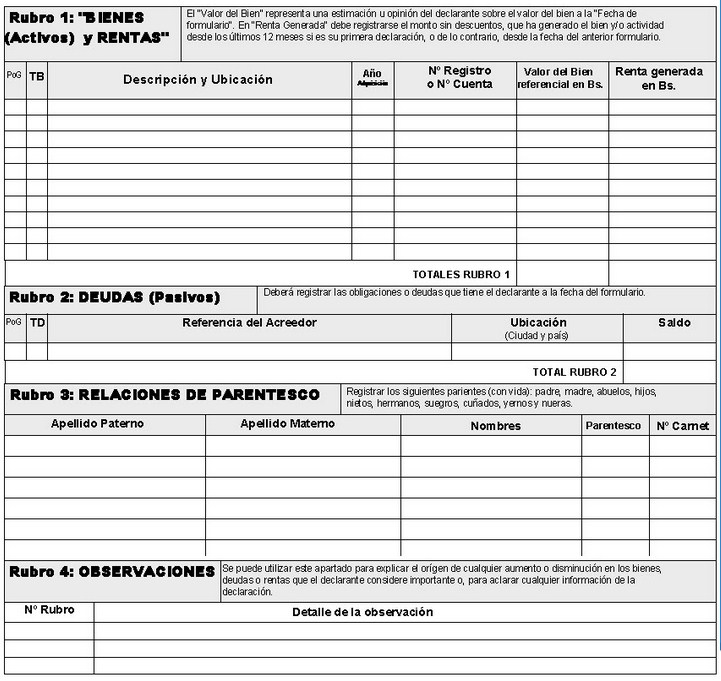 Rubro 1: "BIENES
(Activos) y RENTAS"
El "Valor del Bien" representa una estimación u opinión del declarante sobre el valor del bien a la "Fecha de
formulario". En "Renta Generada" debe registrarse el monto sin descuentos, que ha generado el bien y/o actividad
desde los últimos 12 meses si es su primera declaración, o de lo contrario, desde la fecha del anterior formulario.
PoG TB Descripción y Ubicación Año Adquisición Nº Registro o Nº Cuenta Valor del Bien referencial en Bs. Renta generada en Bs.
TOTALES RUBRO 1
Rubro 2: DEUDAS (Pasivos)
Deberá registrar las obligaciones o deudas que tiene el declarante a la fecha del formulario.
PoG TD Referencia del Acreedor Ubicación (Ciudad y país) Saldo
TOTAL RUBRO 2
Rubro 3: RELACIONES DE PARENTESCO
Registrar los siguientes parientes (con vida): padre, madre, abuelos, hijos,
nietos, hermanos, suegros, cuñados, yernos y nueras.
Apellido Paterno Apellido Materno Nombres Parentesco Nº Carnet
Rubro 4: OBSERVACIONES
Se puede utilizar este apartado para explicar el orígen de cualquier aumento o disminución en los bienes,
deudas o rentas que el declarante considere importante o, para aclarar cualquier información de la
declaración.
Nº Rubro Detalle de la observación